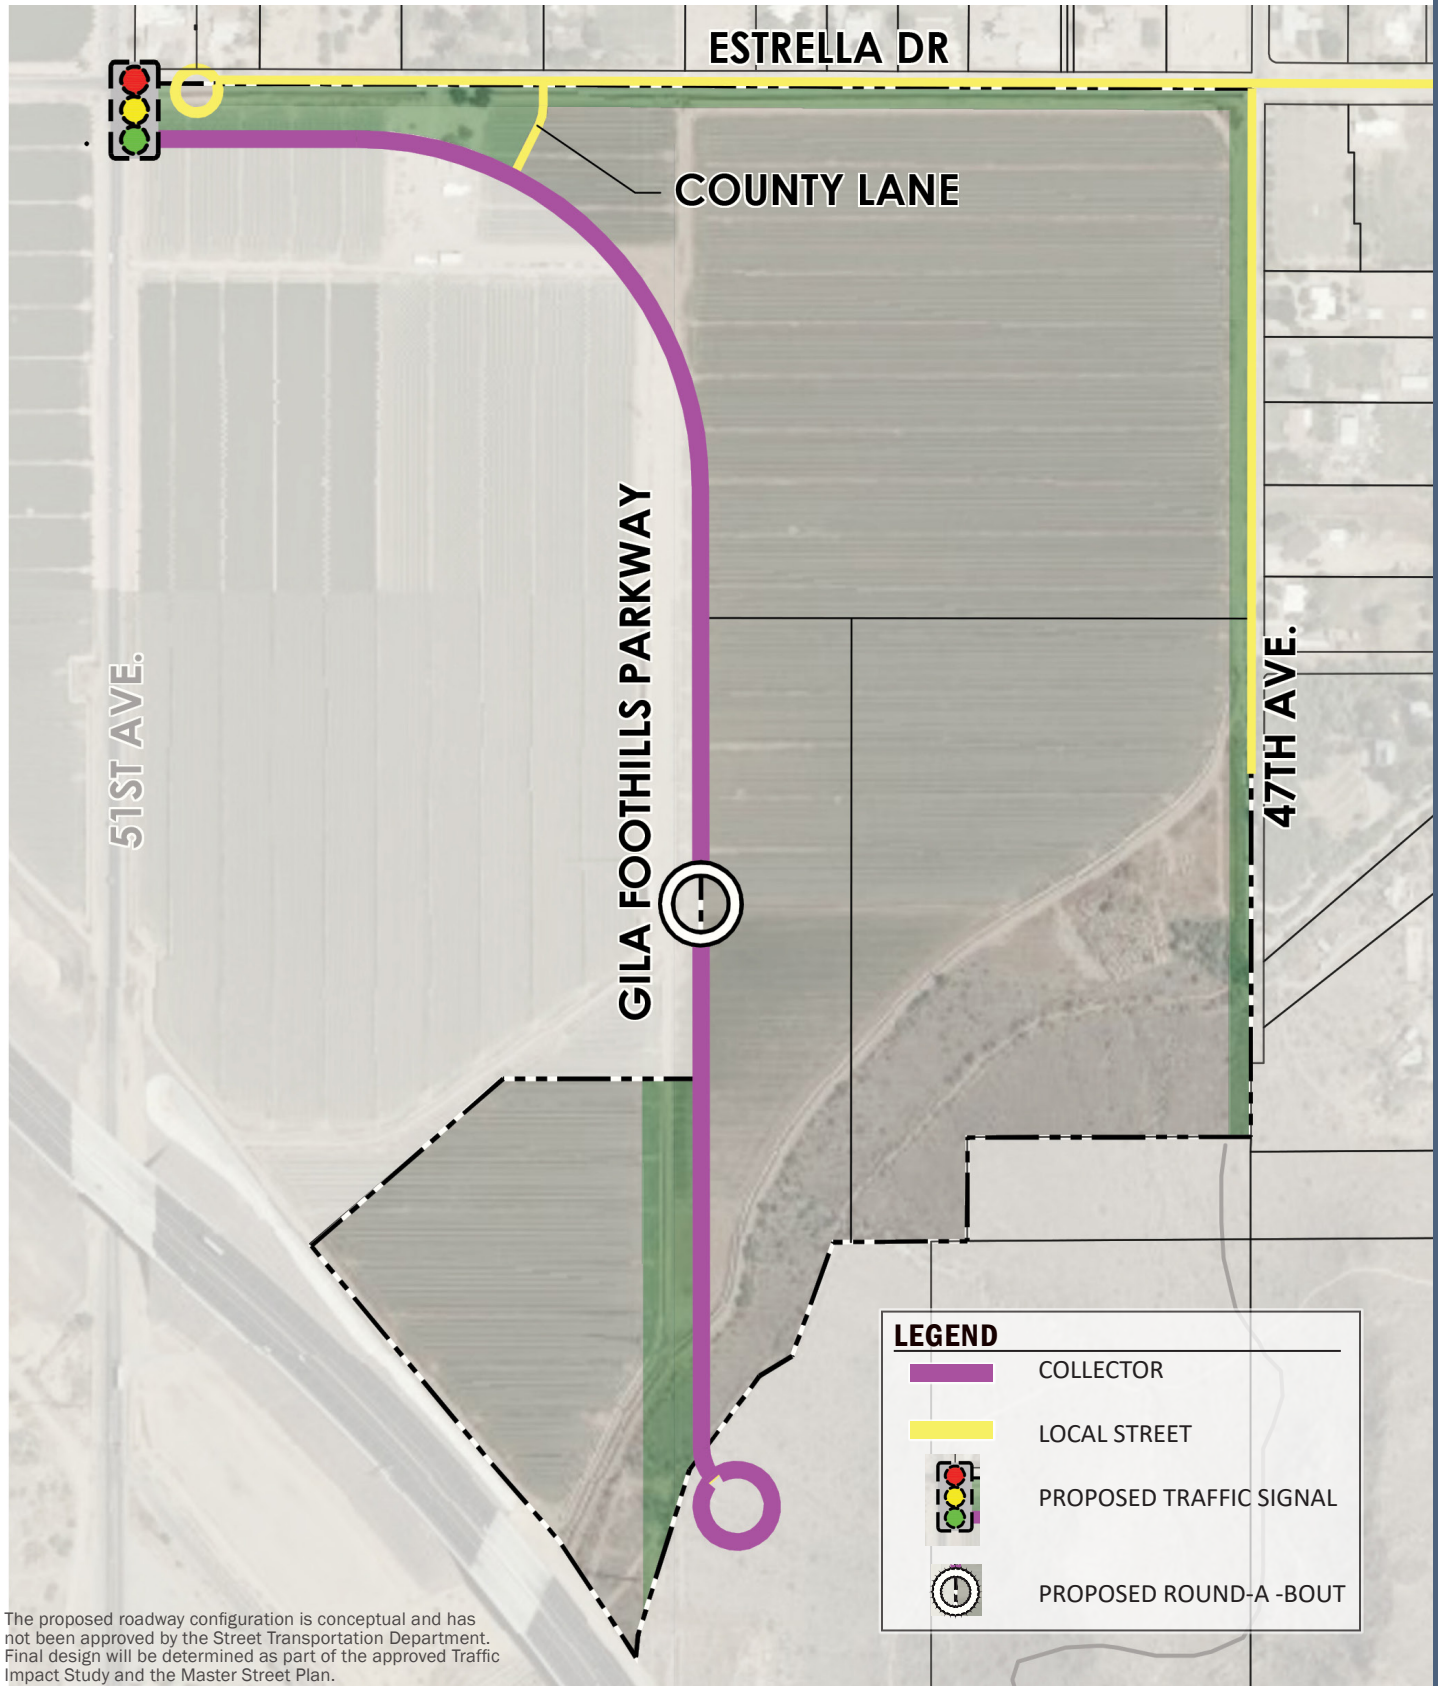 ESTRELLA DR
COUNTY LANE
GILA FOOTHILLS PARKWAY
51ST AVE.
47TH AVE.
LEGEND
COLLECTOR
LOCAL STREET
PROPOSED TRAFFIC SIGNAL
PROPOSED ROUND-A -BOUT
The proposed roadway configuration is conceptual and has
not been approved by the Street Transportation Department.
Final design will be determined as part of the approved Traffic
Impact Study and the Master Street Plan.